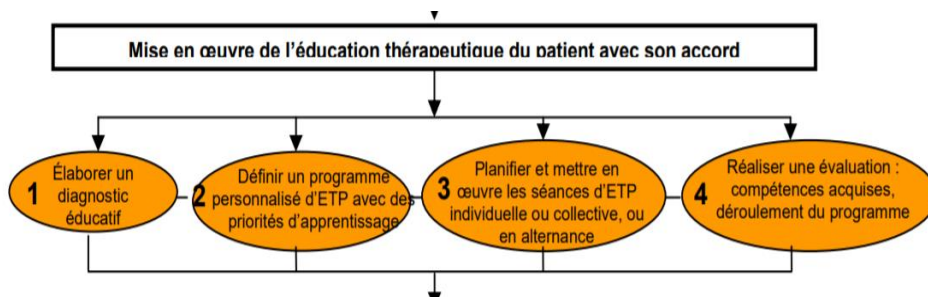 Mise en œuvre de l'éducation thérapeutique du patient avec son accord
1
Élaborer un
diagnostic
éducatif
2
Définir un programme
personnalisé d'ETP avec des
priorités d'apprentissage
3
Planifier et mettre en
œuvre les séances d'ETP
individuelle ou collective, ou
en alternance
4
Réaliser une évaluation :
compétences acquises,
déroulement du programme